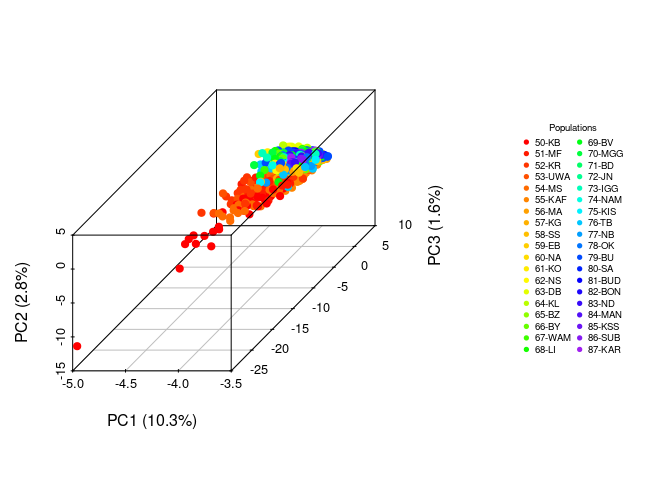 Populations
50-KB
51-MF
52-KR
53-UWA
54-MS
55-KAF
56-MA
57-KG
58-SS
59-EB
60-NA
61-KO
62-NS
63-DB
64-KL
65-BZ
66-BY
67-WAM
68-LI
69-BV
70-MGG
71-BD
72-JN
73-IGG
74-NAM
75-KIS
76-TB
77-NB
78-OK
79-BU
80-SA
81-BUD
82-BON
83-ND
84-MAN
85-KSS
86-SUB
87-KAR
PC2 (2.8%)
5
0
-5
-10
-15
-5.0 -4.5 -4.0 -3.5
PC1 (10.3%)
10
5
0
-5
-10
-15
-20
-25
PC3 (1.6%)